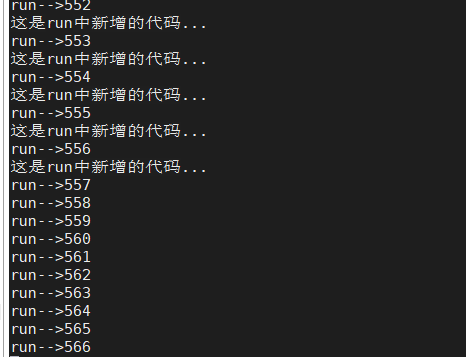 run-->552
这是run中新增的代码...
run-->553
这是run中新增的代码...
run-->554
这是run中新增的代码...
run-->555
这是run中新增的代码...
run-->556
这是run中新增的代码...
run-->557
run-->558
run-->559
run-->560
run-->561
run-->562
run-->563
run-->564
run-->565
run-->566